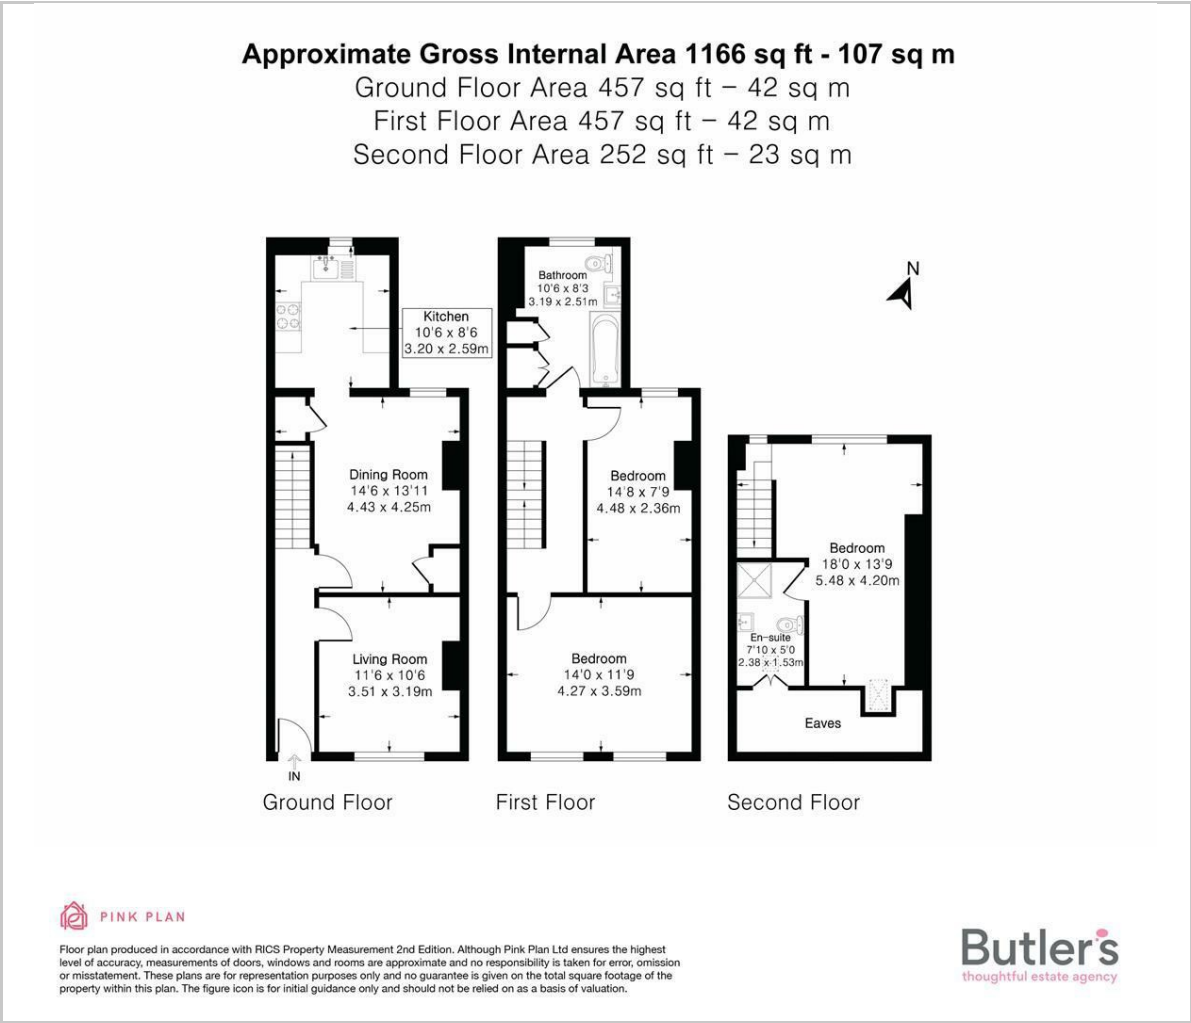 Approximate Gross Internal Area 1166 sq ft - 107 sq m
Ground Floor Area 457 sq ft – 42 sq m
First Floor Area 457 sq ft – 42 sq m
Second Floor Area 252 sq ft – 23 sq m
Kitchen
10'6 x 8'6
3.20 x 2.59m
Dining Room
14'6 x 13'11
4.43 x 4.25m
Living Room
11'6 x 10'6
3.51 x 3.19m
IN
Ground Floor
Bathroom
10'6 x 8'3
3.19 x 2.51m
Bedroom
14'8 x 7'9
4.48 x 2.36m
Bedroom
14'0 x 11'9
4.27 x 3.59m
First Floor
N
Bedroom
18'0 x 13'9
5.48 x 4.20m
En-suite
7'10 x 5'0
2.38 x 1.53m
Eaves
Second Floor
PINK PLAN
Floor plan produced in accordance with RICS Property Measurement 2nd Edition. Although Pink Plan Ltd ensures the highest
level of accuracy, measurements of doors, windows and rooms are approximate and no responsibility is taken for error, omission
or misstatement. These plans are for representation purposes only and no guarantee is given on the total square footage of the
property within this plan. The figure icon is for initial guidance only and should not be relied on as a basis of valuation.
Butler's
thoughtful estate agency